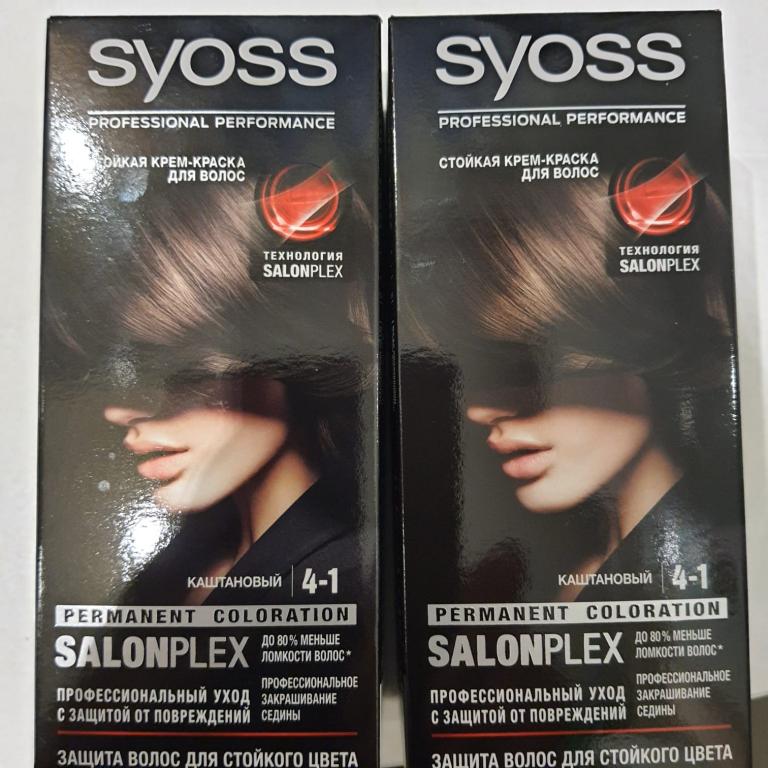 syoss
PROFESSIONAL PERFORMANCE
КРЕМ-КРАСКА
ДЛЯ ВОЛОС
ТЕХНОЛОГИЯ
SALONPLEX
КАШТАНОВЫЙ 4-1
PERMANENT COLORATION
SALONPLEX
ДО 80% МЕНЬШЕ
ЛОМКОСТИ ВОЛОС*
ПРОФЕССИОНАЛЬНЫЙ УХОД
С ЗАЩИТОЙ ОТ ПОВРЕЖДЕНИЙ
ПРОФЕССИОНАЛЬНОЕ
ЗАКРАШИВАНИЕ
СЕДИНЫ
ЗАЩИТА ВОЛОС ДЛЯ СТОЙКОГО ЦВЕТА
syoss
PROFESSIONAL PERFORMANCE
СТОЙКАЯ КРЕМ-КРАСКА
ДЛЯ ВОЛОС
ТЕХНОЛОГИЯ
SALONPLEX
КАШТАНОВЫЙ 4-1
PERMANENT COLORATION
SALONPLEX
ДО 80% МЕНЬШЕ
ЛОМКОСТИ ВОЛОС*
ПРОФЕССИОНАЛЬНЫЙ УХОД
С ЗАЩИТОЙ ОТ ПОВРЕЖДЕНИЙ
ПРОФЕССИОНАЛЬНОЕ
ЗАКРАШИВАНИЕ
СЕДИНЫ
ЗАЩИТА ВОЛОС ДЛЯ СТОЙКОГО ЦВЕТА